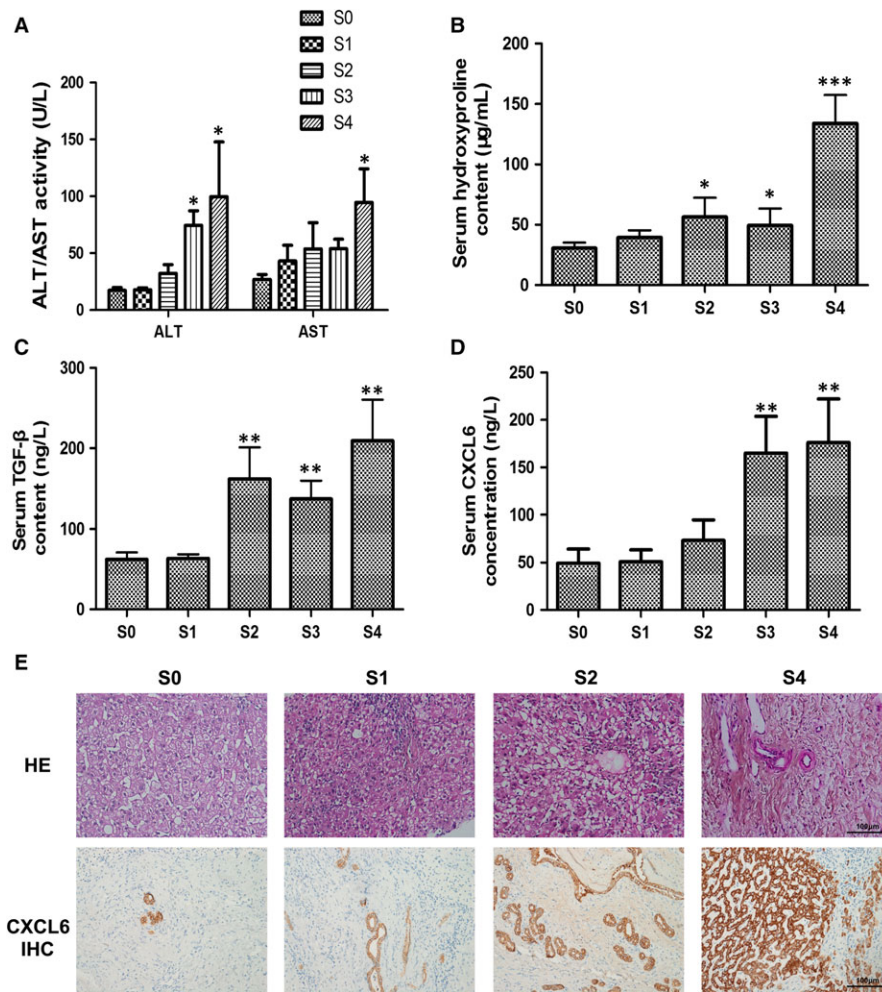 A
S0
S1
S2
S3
S4
ALT/AST activity (U/L)
200
150
100
50
0
*
*
*
ALT
AST
B
Serum hydroxyproline
content (μg/mL)
200
150
100
50
0
*
*
***
S0
S1
S2
S3
S4
C
Serum TGF-β
content (ng/L)
300
200
100
0
**
**
**
S0
S1
S2
S3
S4
D
Serum CXCL6
concentration (ng/L)
250
200
150
100
50
0
**
**
S0
S1
S2
S3
S4
E
S0
S1
S2
S4
HE
100μm
CXCL6
IHC
100μm